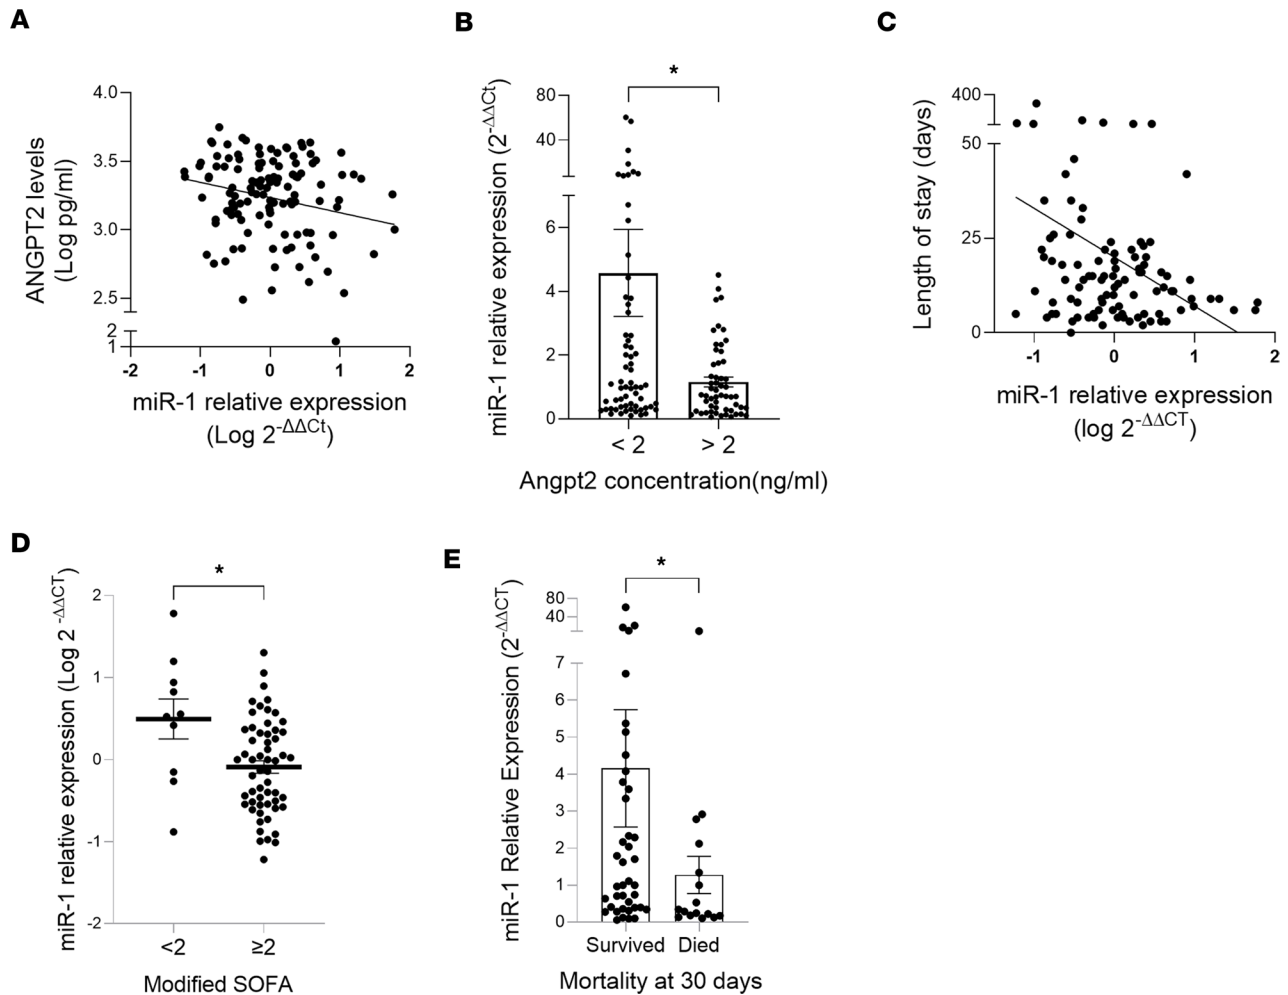 A
4.0
3.5
3.0
2.5
2
1
-2
-1
0
1
2
ANGPT2 levels
(Log pg/ml)
miR-1 relative expression
(Log 2-ΔΔCt)
B
*
80
40
6
4
2
0
miR-1 relative expression (2-ΔΔCt)
< 2
> 2
Angpt2 concentration(ng/ml)
C
400
50
25
0
-1
0
1
2
Length of stay (days)
miR-1 relative expression
(log 2-ΔΔCT)
D
*
2
1
0
-1
-2
miR-1 relative expression (Log 2 -ΔΔCT)
<2
≥2
Modified SOFA
E
*
80
40
7
6
5
4
3
2
1
0
miR-1 Relative Expression (2-ΔΔCT)
Survived
Died
Mortality at 30 days